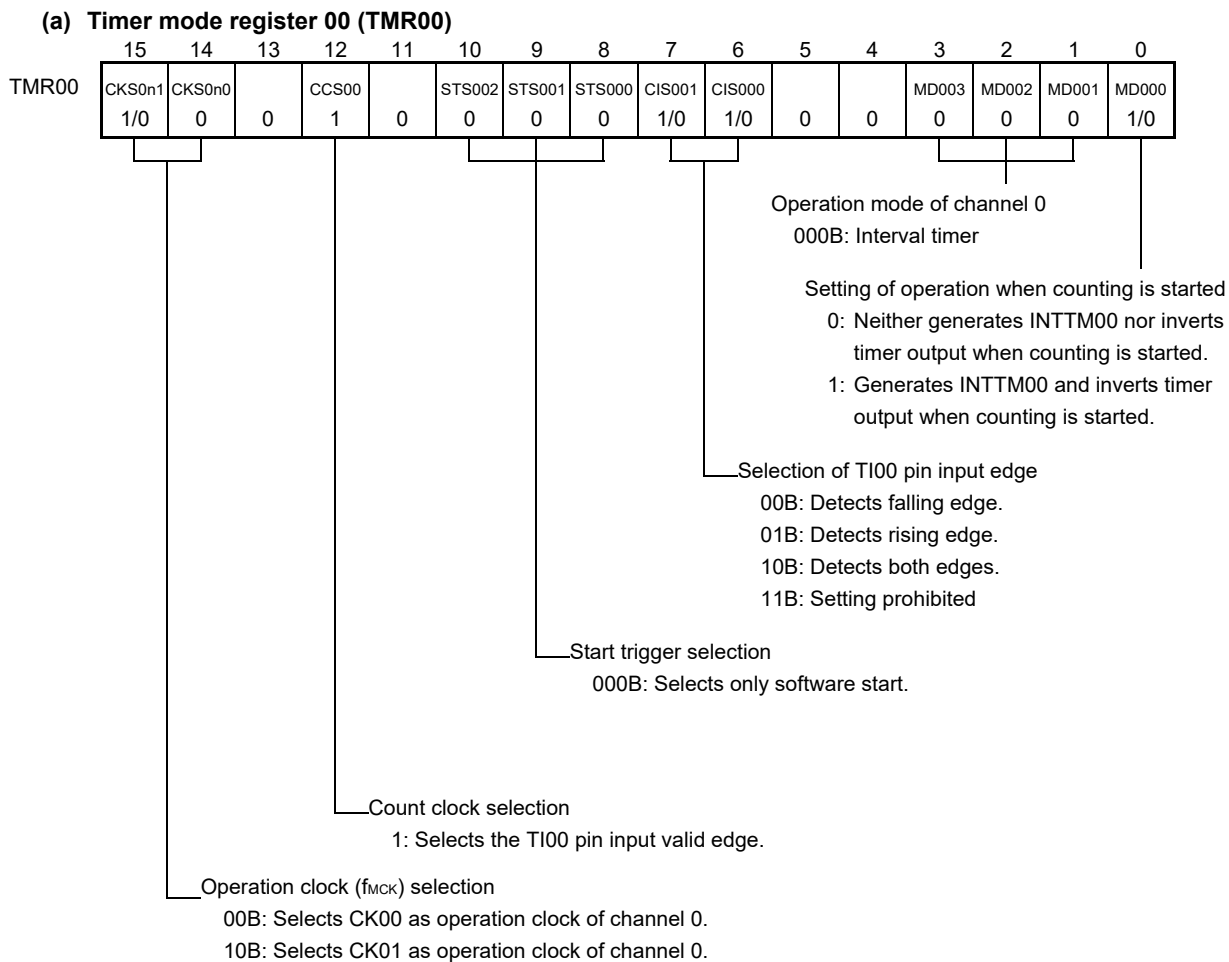 (a) Timer mode register 00 (TMR00)
15 14 13 12 11 10 9 8 7 6 5 4 3 2 1 0
TMR00 CKS0n1 CKS0n0 CCS00 STS002 STS001 STS000 CIS001 CIS000 MD003 MD002 MD001 MD000
1/0 0 0 1 0 0 0 0 1/0 1/0 0 0 0 0 0 1/0
Operation mode of channel 0
000B: Interval timer
Setting of operation when counting is started
0: Neither generates INTTM00 nor inverts
timer output when counting is started.
1: Generates INTTM00 and inverts timer
output when counting is started.
Selection of TI00 pin input edge
00B: Detects falling edge.
01B: Detects rising edge.
10B: Detects both edges.
11B: Setting prohibited
Start trigger selection
000B: Selects only software start.
Count clock selection
1: Selects the TI00 pin input valid edge.
Operation clock (fMCK) selection
00B: Selects CK00 as operation clock of channel 0.
10B: Selects CK01 as operation clock of channel 0.